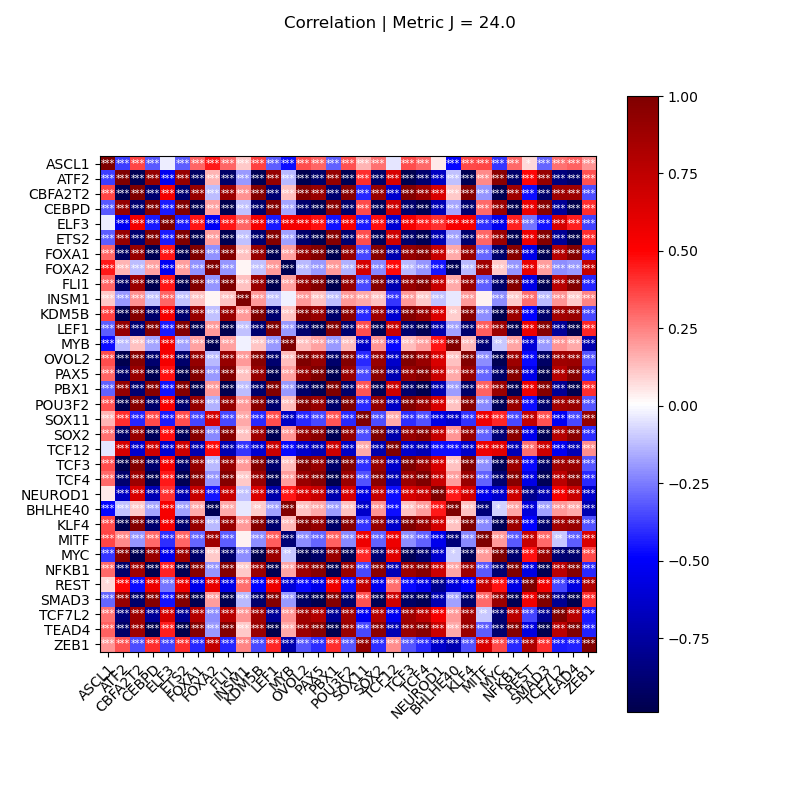 Correlation | Metric J = 24.0
ASCL1
ATF2
CBFA2T2
CEBPD
ELF3
ETS2
FOXA1
FOXA2
FLI1
INSM1
KDM5B
LEF1
MYB
OVOL2
PAX5
PBX1
POU3F2
SOX11
SOX2
TCF12
TCF3
TCF4
NEUROD1
BHLHE40
KLF4
MITF
MYC
NFKB1
REST
SMAD3
TCF7L2
TEAD4
ZEB1
ASCL1
ATF2
CBFA2T2
CEBPD
ELF3
ETS2
FOXA1
FOXA2
FLI1
INSM1
KDM5B
LEF1
MYB
OVOL2
PAX5
PBX1
POU3F2
SOX11
SOX2
TCF12
TCF3
TCF4
NEUROD1
BHLHE40
KLF4
MITF
MYC
NFKB1
REST
SMAD3
TCF7L2
TEAD4
ZEB1
1.00
0.75
0.50
0.25
0.00
−0.25
−0.50
−0.75